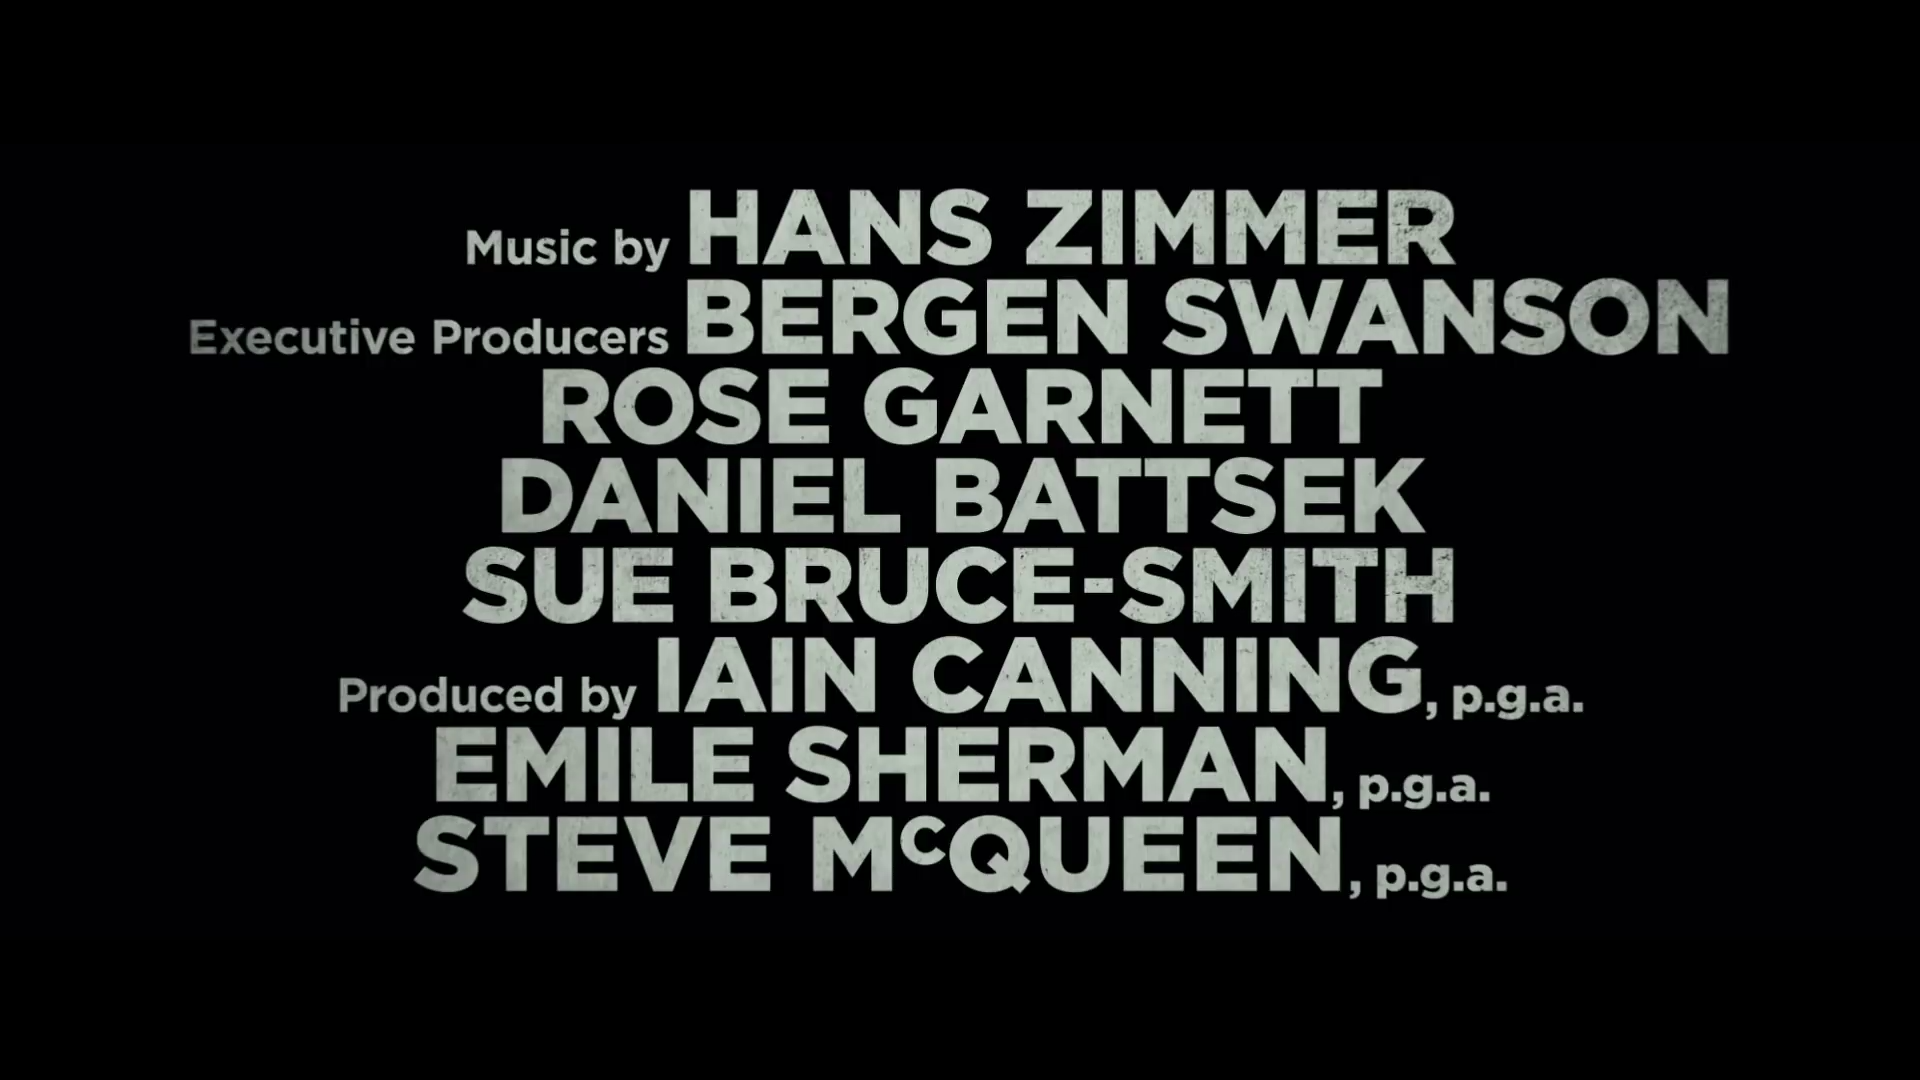 Music by HANS ZIMMER
Executive Producers BERGEN SWANSON
ROSE GARNETT
DANIEL BATTSEK
SUE BRUCE-SMITH
Produced by IAIN CANNING, p.g.a.
EMILE SHERMAN, p.g.a.
STEVE McQUEEN, p.g.a.